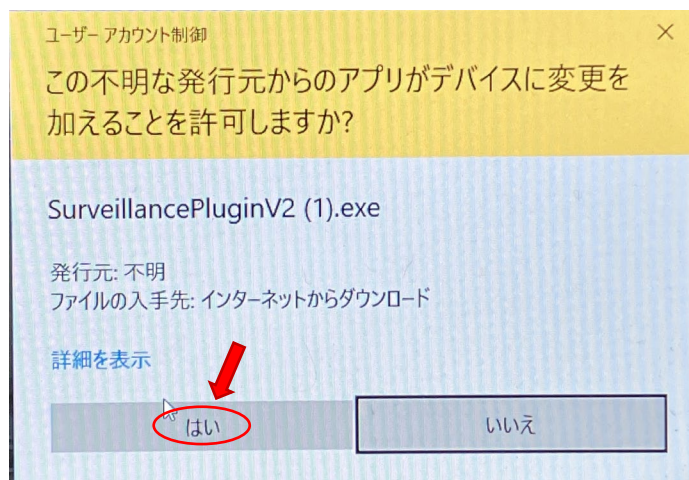 ユーザー アカウント制御
この不明な発行元からのアプリがデバイスに変更を
加えることを許可しますか?
SurveillancePluginV2 (1).exe
発行元: 不明
ファイルの入手先: インターネットからダウンロード
詳細を表示
はい
いいえ